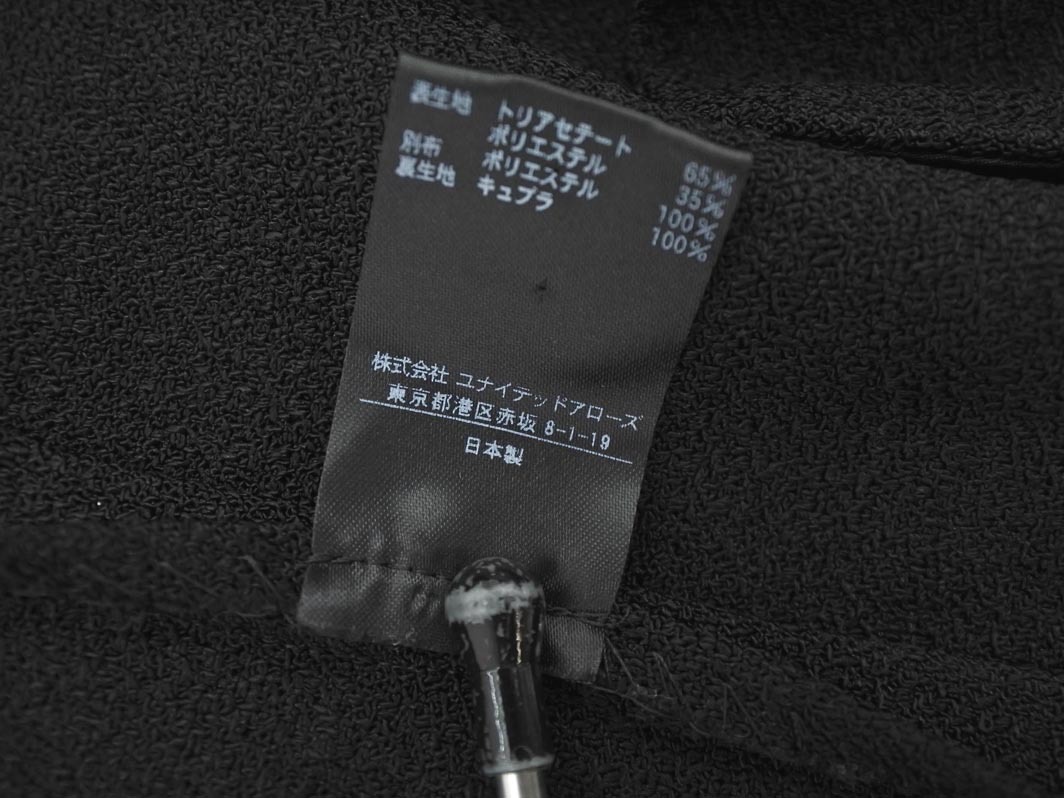 表生地 トリアセテート 65%
ポリエステル 35%
別布 ポリエステル 100%
裏生地 キュプラ 100%
株式会社 ユナイテッドアローズ
東京都港区赤坂 8-1-19
日本製